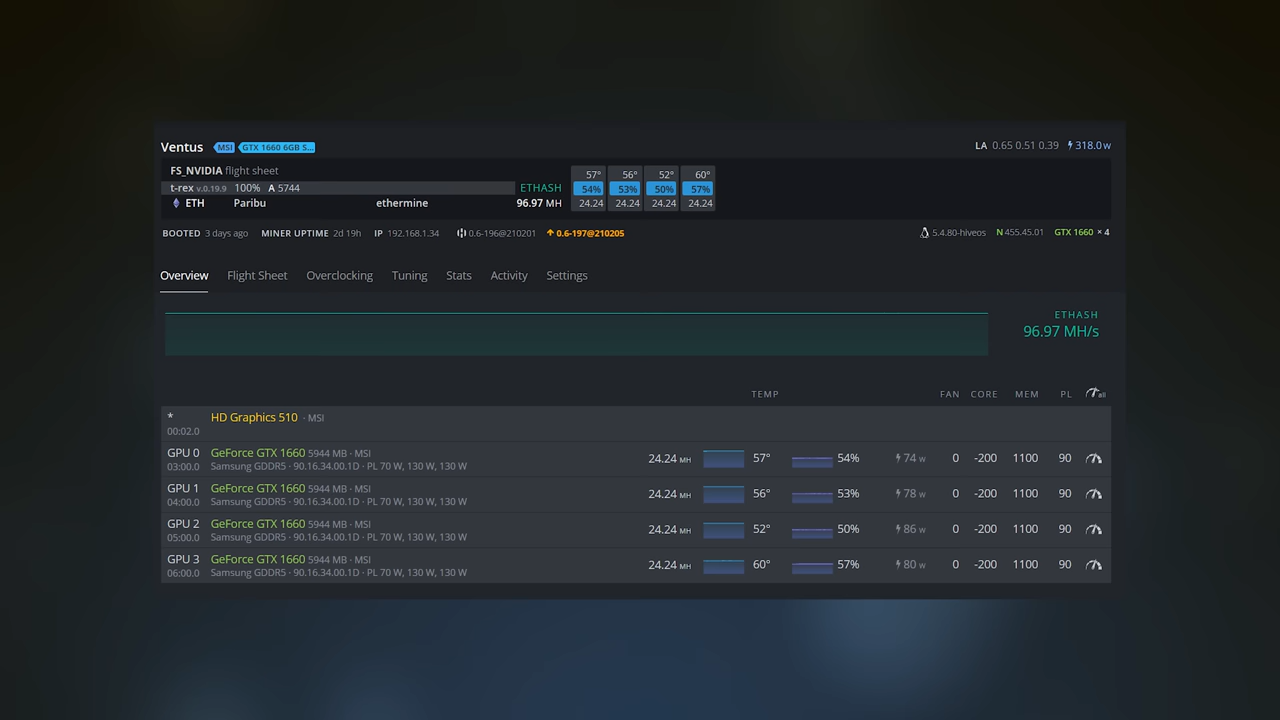 Ventus MSI GTX 1660 6GB S... LA 0.65 0.51 0.39 318.0 w
FS_NVIDIA flight sheet 57° 56° 52° 60°
t-rex v.0.19.9 100% A 5744 ETHASH 54% 53% 50% 57%
ETH Paribu ethermine 96.97 MH 24.24 24.24 24.24 24.24
BOOTED 3 days ago MINER UPTIME 2d 19h IP 192.168.1.34 0.6-196@210201 0.6-197@210205 5.4.80-hiveos N 455.45.01 GTX 1660 × 4
Overview Flight Sheet Overclocking Tuning Stats Activity Settings
ETHASH
96.97 MH/s
TEMP FAN CORE MEM PL all
* HD Graphics 510 · MSI
00:02.0
GPU 0 GeForce GTX 1660 5944 MB · MSI
24.24 MH 57° 54% 74 w 0 -200 1100 90
03:00.0 Samsung GDDR5 · 90.16.34.00.1D · PL 70 W, 130 W, 130 W
GPU 1 GeForce GTX 1660 5944 MB · MSI
24.24 MH 56° 53% 78 w 0 -200 1100 90
04:00.0 Samsung GDDR5 · 90.16.34.00.1D · PL 70 W, 130 W, 130 W
GPU 2 GeForce GTX 1660 5944 MB · MSI
24.24 MH 52° 50% 86 w 0 -200 1100 90
05:00.0 Samsung GDDR5 · 90.16.34.00.1D · PL 70 W, 130 W, 130 W
GPU 3 GeForce GTX 1660 5944 MB · MSI
24.24 MH 60° 57% 80 w 0 -200 1100 90
06:00.0 Samsung GDDR5 · 90.16.34.00.1D · PL 70 W, 130 W, 130 W